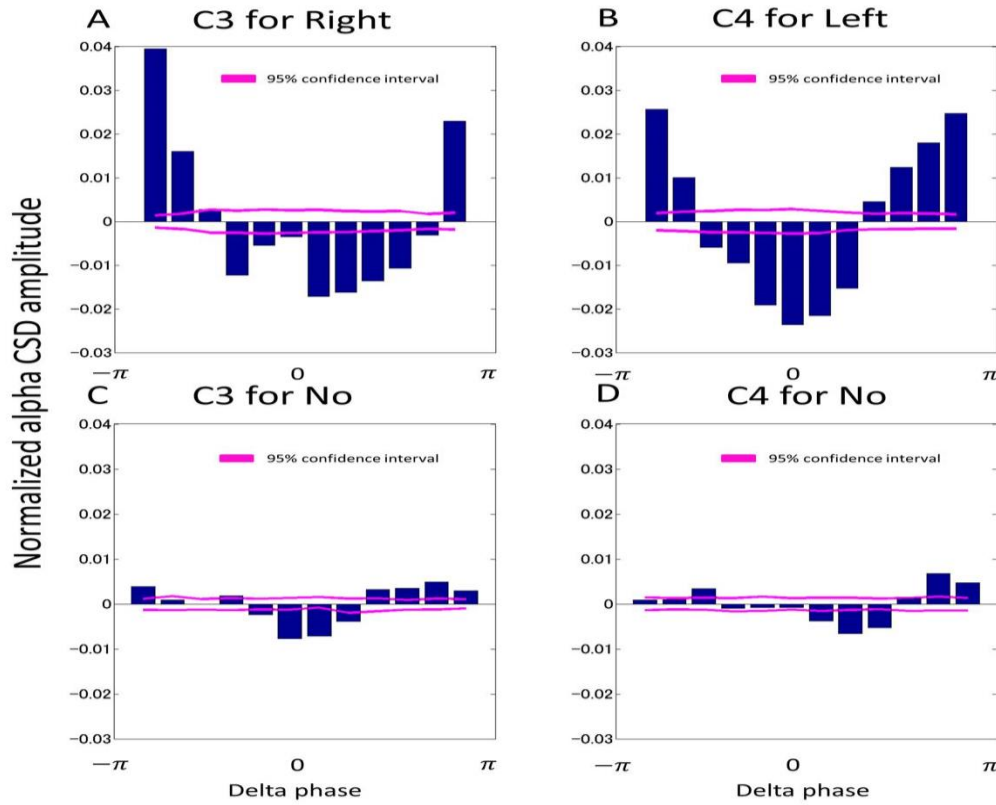 A
C3 for Right
B
C4 for Left
0.04
0.03
0.02
0.01
0
−0.01
−0.02
−0.03
95% confidence interval
−π
0
π
0.04
0.03
0.02
0.01
0
−0.01
−0.02
−0.03
95% confidence interval
−π
0
π
Normalized alpha CSD amplitude
C
C3 for No
D
C4 for No
0.04
0.03
0.02
0.01
0
−0.01
−0.02
−0.03
95% confidence interval
−π
0
π
Delta phase
0.04
0.03
0.02
0.01
0
−0.01
−0.02
−0.03
95% confidence interval
−π
0
π
Delta phase